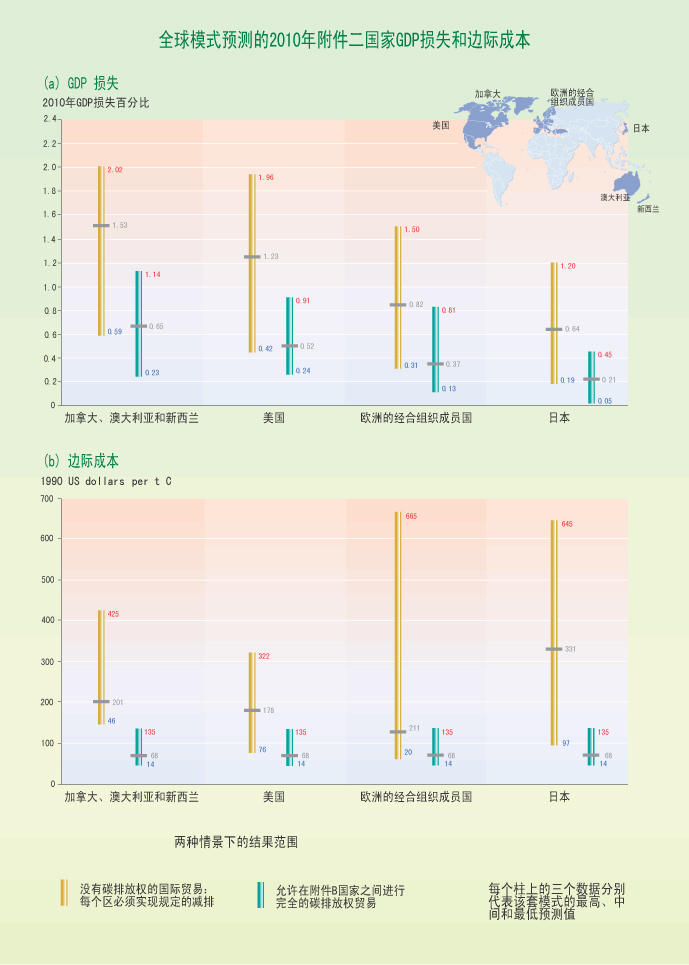 全球模式预测的2010年附件二国家GDP损失和边际成本
(a) GDP 损失
2010年GDP损失百分比
加拿大
欧洲的经合
组织成员国
美国
日本
澳大利亚
新西兰
2.4
2.2
2.0
1.8
1.6
1.4
1.2
1.0
0.8
0.6
0.4
0.2
0
2.02
1.53
0.59
1.14
0.65
0.23
1.96
1.23
0.42
0.91
0.52
0.24
1.50
0.82
0.31
0.81
0.37
0.13
1.20
0.64
0.19
0.45
0.21
0.05
加拿大、澳大利亚和新西兰
美国
欧洲的经合组织成员国
日本
(b) 边际成本
1990 US dollars per t C
700
600
500
400
300
200
100
0
425
201
46
135
68
14
322
178
76
135
68
14
665
211
20
135
68
14
645
331
97
135
68
14
加拿大、澳大利亚和新西兰
美国
欧洲的经合组织成员国
日本
两种情景下的结果范围
没有碳排放权的国际贸易:
每个区必须实现规定的减排
允许在附件B国家之间进行
完全的碳排放权贸易
每个柱上的三个数据分别
代表该套模式的最高、中
间和最低预测值